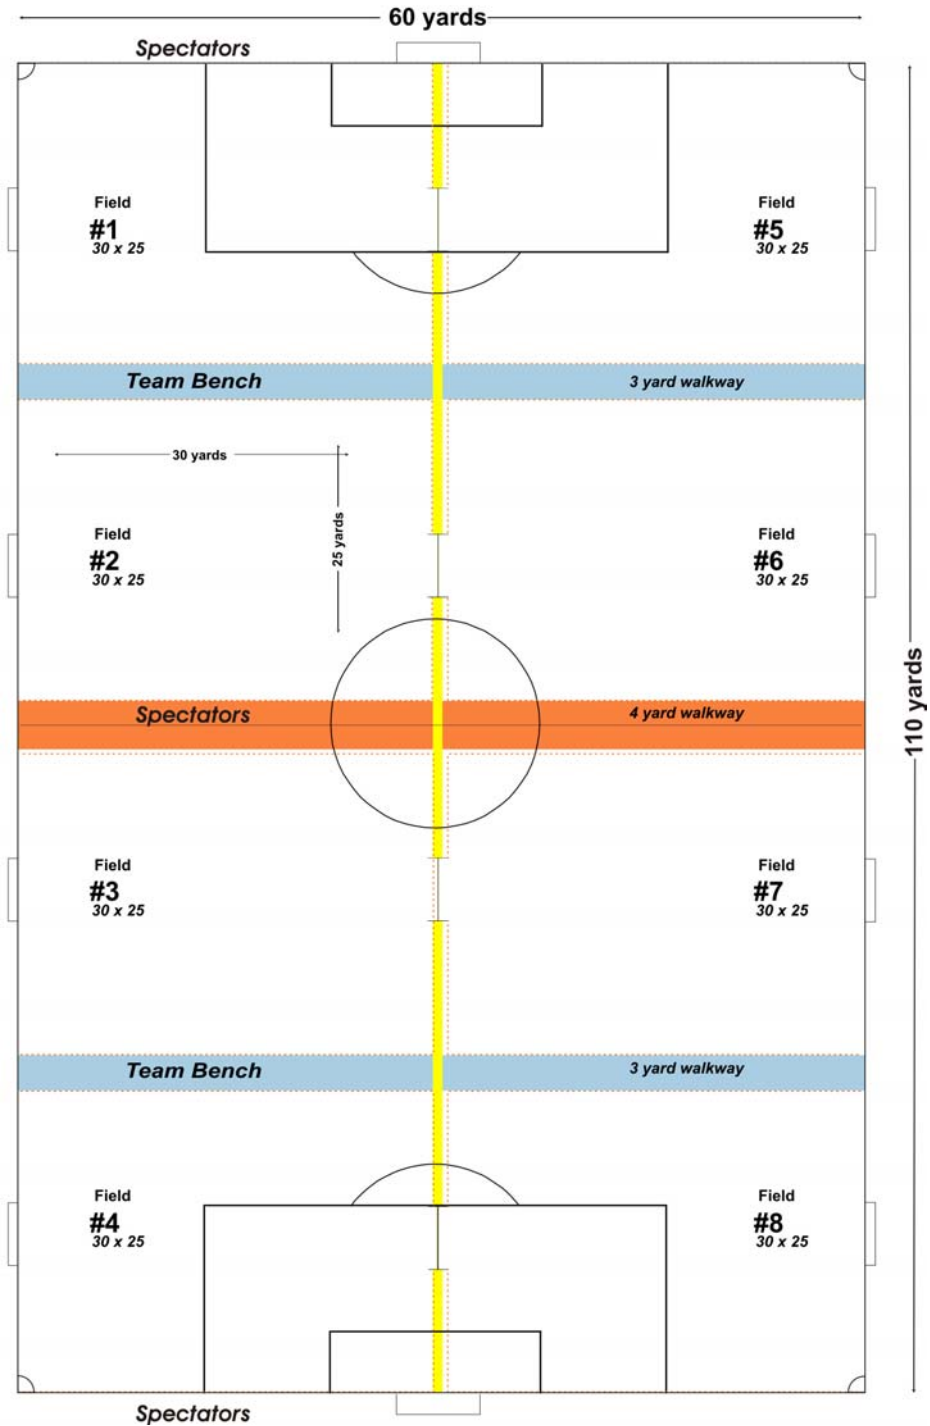 60 yards
Spectators
Field
#1
30 x 25
Field
#5
30 x 25
Team Bench
3 yard walkway
30 yards
25 yards
Field
#2
30 x 25
Field
#6
30 x 25
110 yards
Spectators
4 yard walkway
Field
#3
30 x 25
Field
#7
30 x 25
Team Bench
3 yard walkway
Field
#4
30 x 25
Field
#8
30 x 25
Spectators